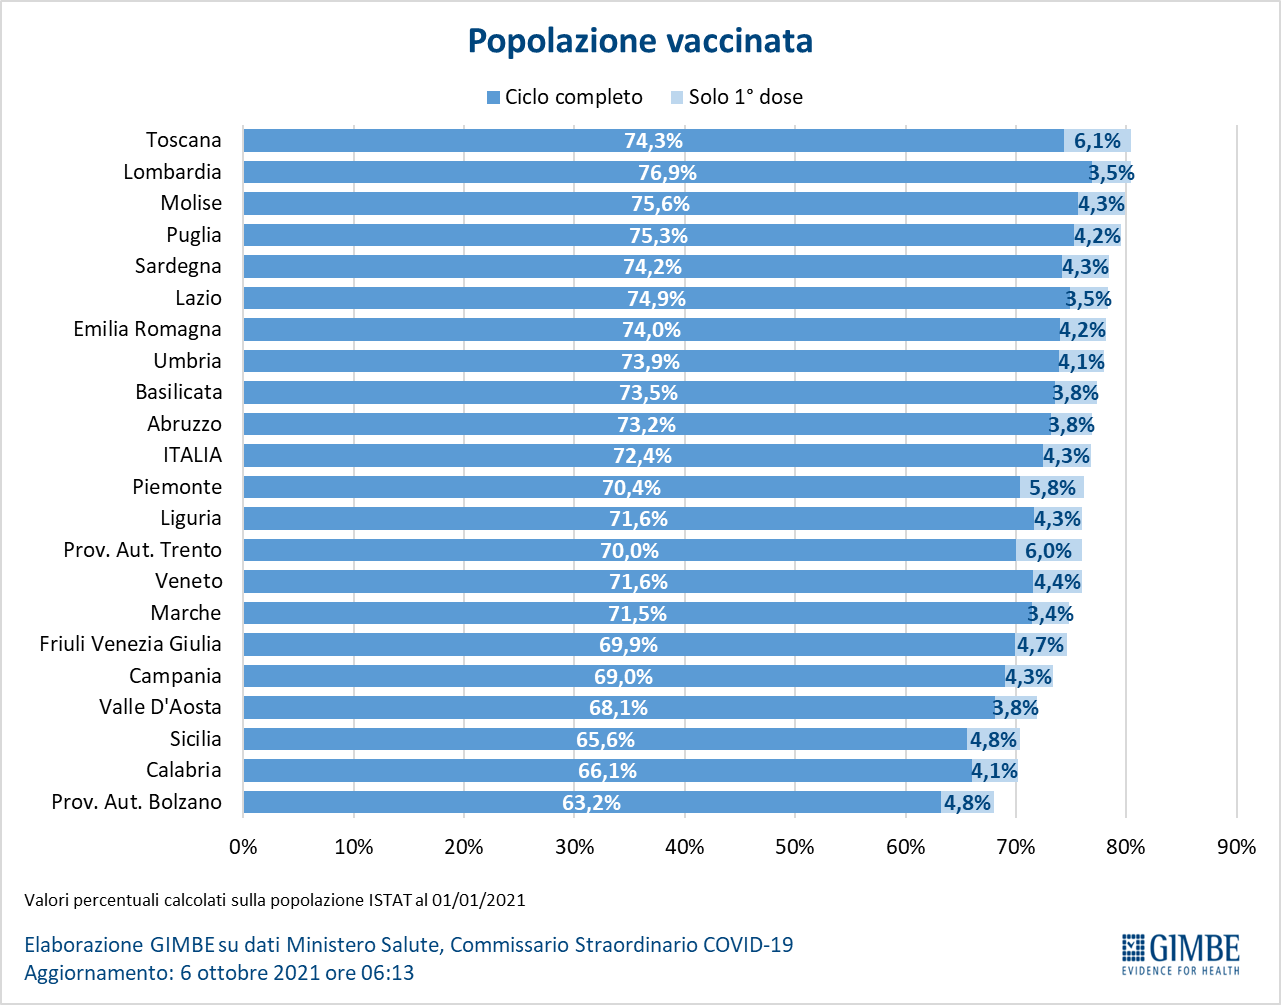 Popolazione vaccinata
Ciclo completo Solo 1° dose
Toscana 74,3% 6,1%
Lombardia 76,9% 3,5%
Molise 75,6% 4,3%
Puglia 75,3% 4,2%
Sardegna 74,2% 4,3%
Lazio 74,9% 3,5%
Emilia Romagna 74,0% 4,2%
Umbria 73,9% 4,1%
Basilicata 73,5% 3,8%
Abruzzo 73,2% 3,8%
ITALIA 72,4% 4,3%
Piemonte 70,4% 5,8%
Liguria 71,6% 4,3%
Prov. Aut. Trento 70,0% 6,0%
Veneto 71,6% 4,4%
Marche 71,5% 3,4%
Friuli Venezia Giulia 69,9% 4,7%
Campania 69,0% 4,3%
Valle D'Aosta 68,1% 3,8%
Sicilia 65,6% 4,8%
Calabria 66,1% 4,1%
Prov. Aut. Bolzano 63,2% 4,8%
0% 10% 20% 30% 40% 50% 60% 70% 80% 90%
Valori percentuali calcolati sulla popolazione ISTAT al 01/01/2021
Elaborazione GIMBE su dati Ministero Salute, Commissario Straordinario COVID-19
Aggiornamento: 6 ottobre 2021 ore 06:13
GIMBE
EVIDENCE FOR HEALTH